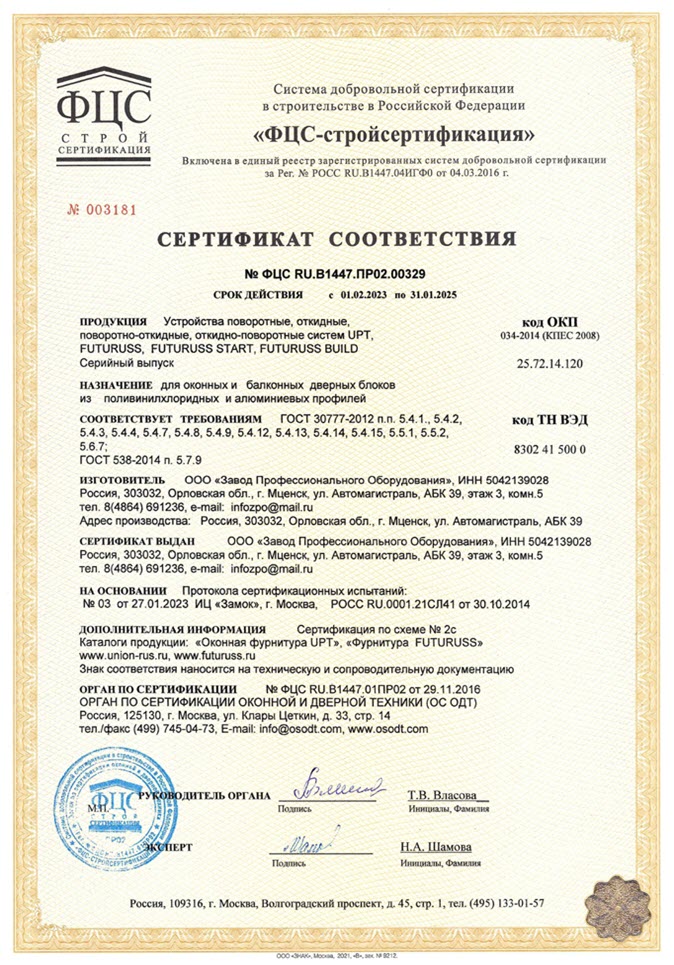 ФЦС
СТРОЙ
СЕРТИФИКАЦИЯ
Система добровольной сертификации
в строительстве в Российской Федерации
«ФЦС-стройсертификация»
Включена в единый реестр зарегистрированных систем добровольной сертификации
за Рег. № РОСС RU.В1447.04ИГФ0 от 04.03.2016 г.
№ 003181
СЕРТИФИКАТ СООТВЕТСТВИЯ
№ ФЦС RU.В1447.ПР02.00329
СРОК ДЕЙСТВИЯ с 01.02.2023 по 31.01.2025
ПРОДУКЦИЯ Устройства поворотные, откидные,
поворотно-откидные, откидно-поворотные систем UPT,
FUTURUSS, FUTURUSS START, FUTURUSS BUILD
Серийный выпуск
код ОКП
034-2014 (КПЕС 2008)
25.72.14.120
НАЗНАЧЕНИЕ для оконных и балконных дверных блоков
из поливинилхлоридных и алюминиевых профилей
СООТВЕТСТВУЕТ ТРЕБОВАНИЯМ ГОСТ 30777-2012 п.п. 5.4.1., 5.4.2,
5.4.3, 5.4.4, 5.4.7, 5.4.8, 5.4.9, 5.4.12, 5.4.13, 5.4.14, 5.4.15, 5.5.1, 5.5.2,
5.6.7;
ГОСТ 538-2014 п. 5.7.9
код ТН ВЭД
8302 41 500 0
ИЗГОТОВИТЕЛЬ ООО «Завод Профессионального Оборудования», ИНН 5042139028
Россия, 303032, Орловская обл., г. Мценск, ул. Автомагистраль, АБК 39, этаж 3, комн.5
тел. 8(4864) 691236, e-mail: infozpo@mail.ru
Адрес производства: Россия, 303032, Орловская обл., г. Мценск, ул. Автомагистраль, АБК 39
СЕРТИФИКАТ ВЫДАН ООО «Завод Профессионального Оборудования», ИНН 5042139028
Россия, 303032, Орловская обл., г. Мценск, ул. Автомагистраль, АБК 39, этаж 3, комн.5
тел. 8(4864) 691236, e-mail: infozpo@mail.ru
НА ОСНОВАНИИ Протокола сертификационных испытаний:
№ 03 от 27.01.2023 ИЦ «Замок», г. Москва, РОСС RU.0001.21СЛ41 от 30.10.2014
ДОПОЛНИТЕЛЬНАЯ ИНФОРМАЦИЯ Сертификация по схеме № 2с
Каталоги продукции: «Оконная фурнитура UPT», «Фурнитура FUTURUSS»
www.union-rus.ru, www.futuruss.ru
Знак соответствия наносится на техническую и сопроводительную документацию
ОРГАН ПО СЕРТИФИКАЦИИ № ФЦС RU.В1447.01ПР02 от 29.11.2016
ОРГАН ПО СЕРТИФИКАЦИИ ОКОННОЙ И ДВЕРНОЙ ТЕХНИКИ (ОС ОДТ)
Россия, 125130, г. Москва, ул. Клары Цеткин, д. 33, стр. 14
тел./факс (499) 745-04-73, E-mail: info@osodt.com, www.osodt.com
ФЦС
СТРОЙ
СЕРТИФИКАЦИЯ
ПР02
М.П.
РУКОВОДИТЕЛЬ ОРГАНА
Т.В. Власова
Подпись
Инициалы, Фамилия
ЭКСПЕРТ
Н.А. Шамова
Подпись
Инициалы, Фамилия
Россия, 109316, г. Москва, Волгоградский проспект, д. 45, стр. 1, тел. (495) 133-01-57
ООО «ЗНАК», Москва, 2021, «В», зак. № 9212.